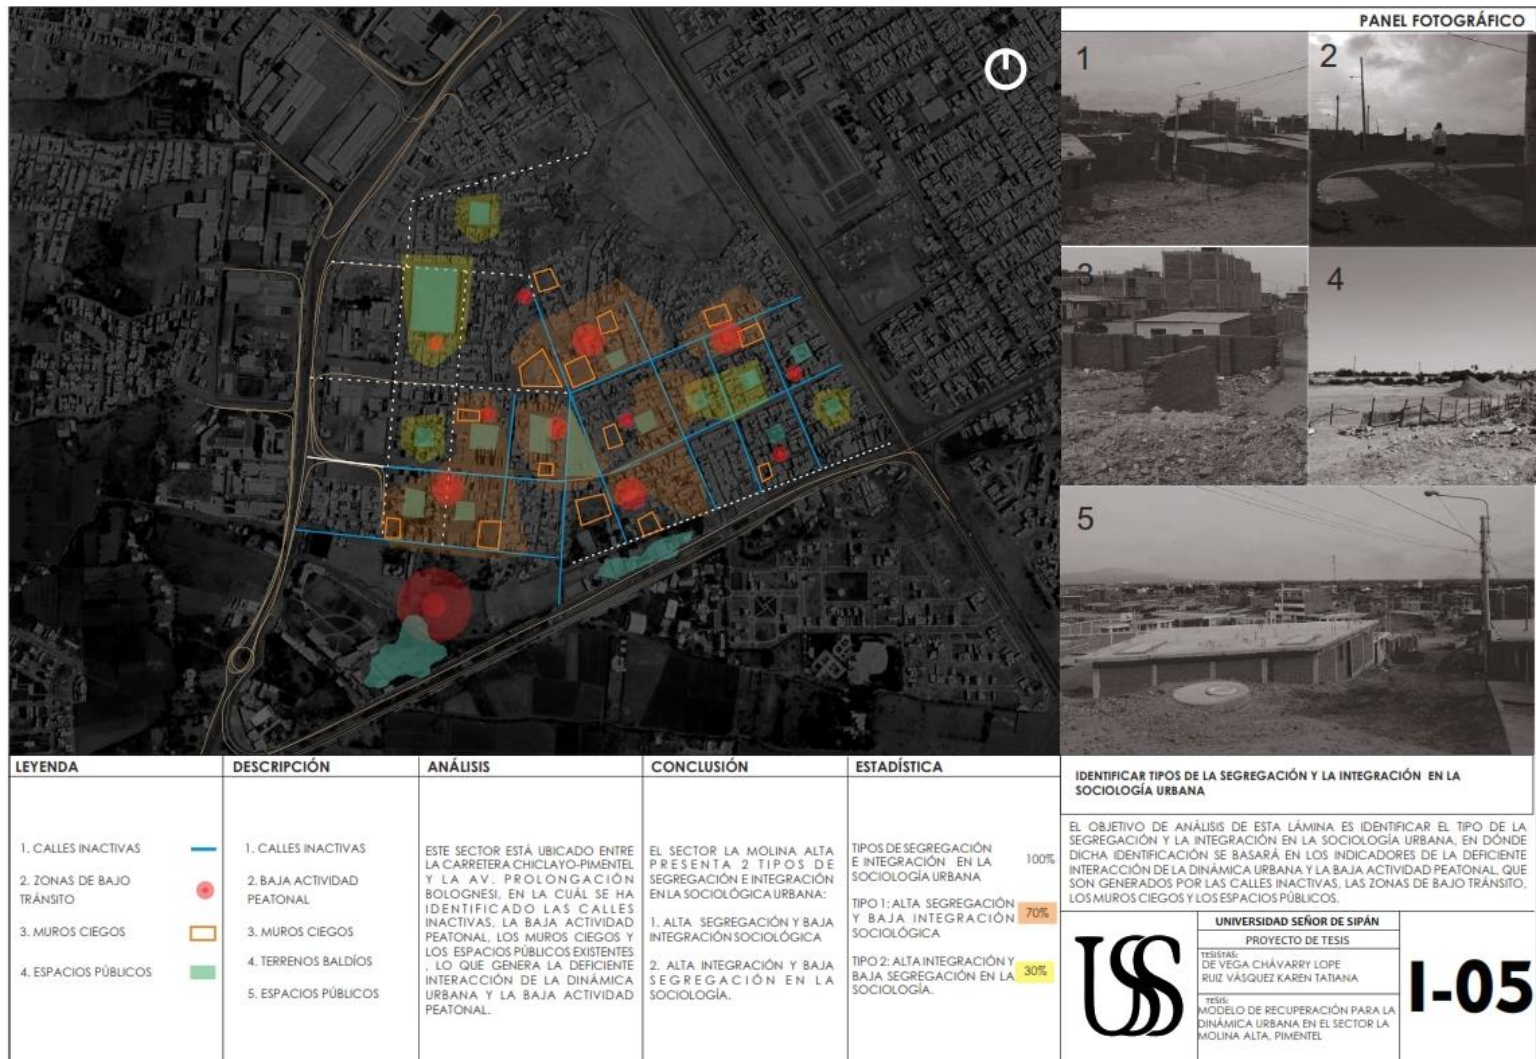 PANEL FOTOGRÁFICO
1
2
3
4
5
LEYENDA
1. CALLES INACTIVAS
2. ZONAS DE BAJO
TRÁNSITO
3. MUROS CIEGOS
4. ESPACIOS PÚBLICOS
DESCRIPCIÓN
1. CALLES INACTIVAS
2. BAJA ACTIVIDAD
PEATONAL
3. MUROS CIEGOS
4. TERRENOS BALDÍOS
5. ESPACIOS PÚBLICOS
ANÁLISIS
ESTE SECTOR ESTÁ UBICADO ENTRE
LA CARRETERA CHICLAYO-PIMENTEL
Y LA AV. PROLONGACIÓN
BOLOGNESI, EN LA CUÁL SE HA
IDENTIFICADO LAS CALLES
INACTIVAS, LA BAJA ACTIVIDAD
PEATONAL, LOS MUROS CIEGOS Y
LOS ESPACIOS PÚBLICOS EXISTENTES
, LO QUE GENERA LA DEFICIENTE
INTERACCIÓN DE LA DINÁMICA
URBANA Y LA BAJA ACTIVIDAD
PEATONAL.
CONCLUSIÓN
EL SECTOR LA MOLINA ALTA
PRESENTA 2 TIPOS DE
SEGREGACIÓN E INTEGRACIÓN
EN LA SOCIOLÓGICA URBANA:
1. ALTA SEGREGACIÓN Y BAJA
INTEGRACIÓN SOCIOLÓGICA
2. ALTA INTEGRACIÓN Y BAJA
SEGREGACIÓN EN LA
SOCIOLOGÍA.
ESTADÍSTICA
TIPOS DE SEGREGACIÓN
E INTEGRACIÓN EN LA
SOCIOLOGÍA URBANA
100%
TIPO 1: ALTA SEGREGACIÓN
Y BAJA INTEGRACIÓN
SOCIOLÓGICA
70%
TIPO 2: ALTA INTEGRACIÓN Y
BAJA SEGREGACIÓN EN LA
SOCIOLOGÍA.
30%
IDENTIFICAR TIPOS DE LA SEGREGACIÓN Y LA INTEGRACIÓN EN LA
SOCIOLOGÍA URBANA
EL OBJETIVO DE ANÁLISIS DE ESTA LÁMINA ES IDENTIFICAR EL TIPO DE LA
SEGREGACIÓN Y LA INTEGRACIÓN EN LA SOCIOLOGÍA URBANA, EN DÓNDE
DICHA IDENTIFICACIÓN SE BASARÁ EN LOS INDICADORES DE LA DEFICIENTE
INTERACCIÓN DE LA DINÁMICA URBANA Y LA BAJA ACTIVIDAD PEATONAL, QUE
SON GENERADOS POR LAS CALLES INACTIVAS, LAS ZONAS DE BAJO TRÁNSITO,
LOS MUROS CIEGOS Y LOS ESPACIOS PÚBLICOS.
USS
UNIVERSIDAD SEÑOR DE SIPÁN
PROYECTO DE TESIS
TESISTAS:
DE VEGA CHÁVARRY LOPE
RUIZ VÁSQUEZ KAREN TATIANA
TESIS:
MODELO DE RECUPERACIÓN PARA LA
DINÁMICA URBANA EN EL SECTOR LA
MOLINA ALTA, PIMENTEL
I-05